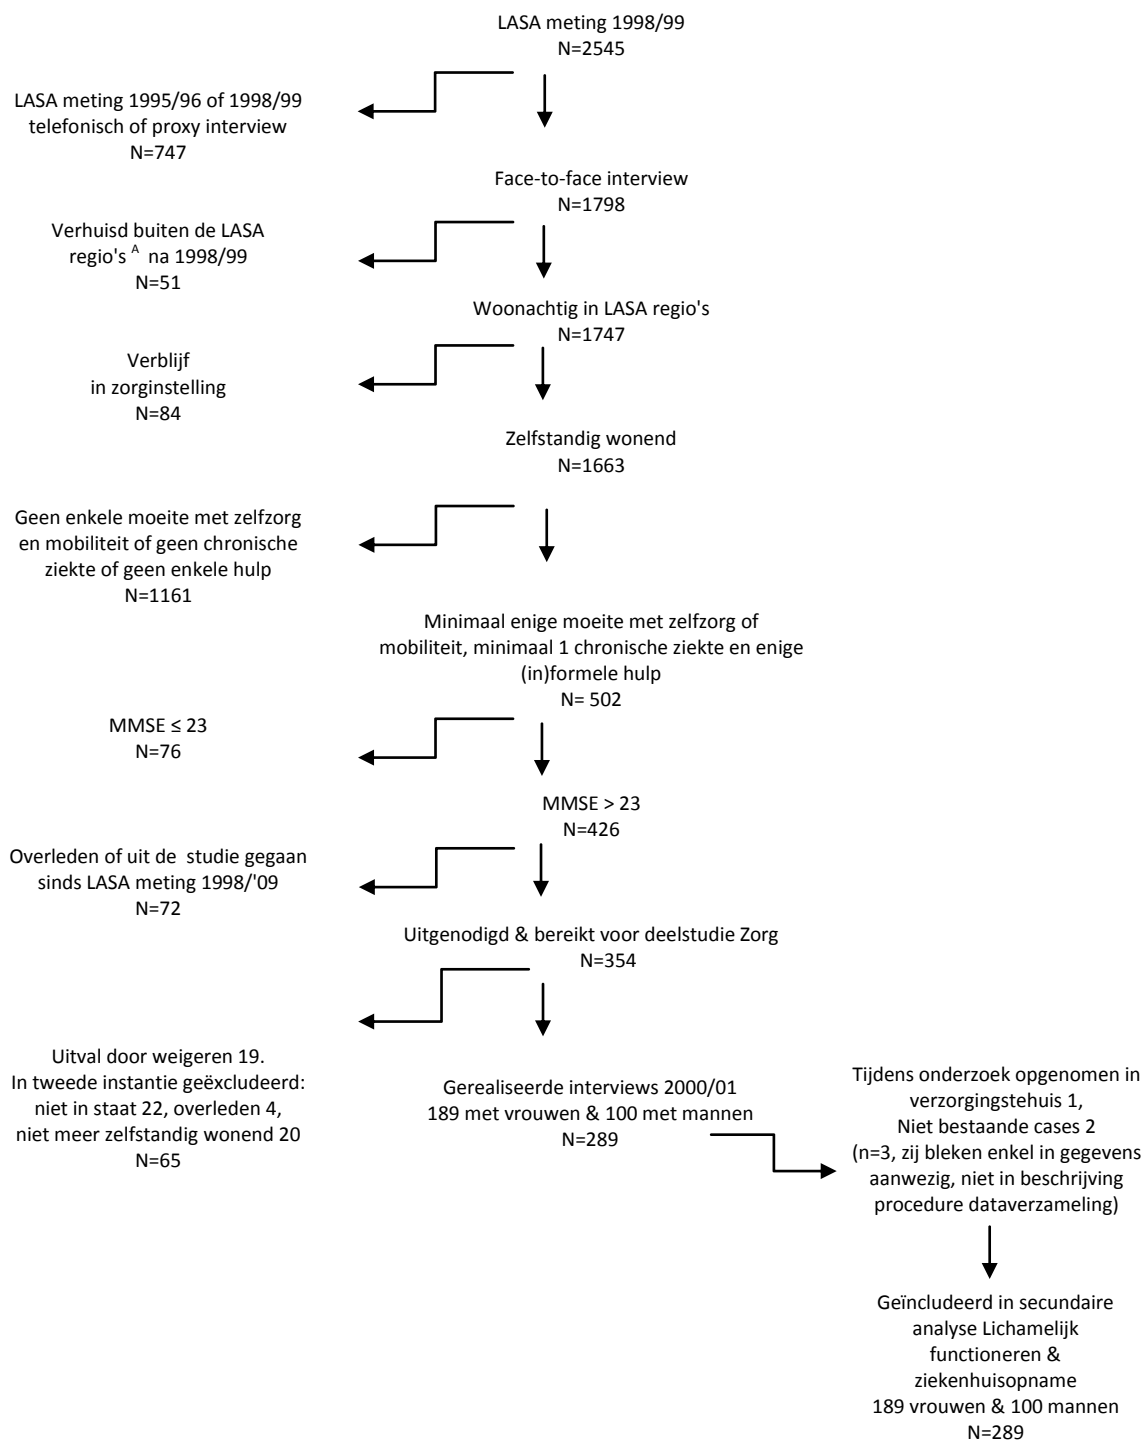 LASA meting 1998/99
N=2545
LASA meting 1995/96 of 1998/99
telefonisch of proxy interview
N=747
Face-to-face interview
N=1798
Verhuisd buiten de LASA
regio's A na 1998/99
N=51
Woonachtig in LASA regio's
N=1747
Verblijf
in zorginstelling
N=84
Zelfstandig wonend
N=1663
Geen enkele moeite met zelfzorg
en mobiliteit of geen chronische
ziekte of geen enkele hulp
N=1161
Minimaal enige moeite met zelfzorg of
mobiliteit, minimaal 1 chronische ziekte en enige
(in)formele hulp
N= 502
MMSE ≤ 23
N=76
MMSE > 23
N=426
Overleden of uit de studie gegaan
sinds LASA meting 1998/'09
N=72
Uitgenodigd & bereikt voor deelstudie Zorg
N=354
Uitval door weigeren 19.
In tweede instantie geëxcludeerd:
niet in staat 22, overleden 4,
niet meer zelfstandig wonend 20
N=65
Gerealiseerde interviews 2000/01
189 met vrouwen & 100 met mannen
N=289
Tijdens onderzoek opgenomen in
verzorgingstehuis 1,
Niet bestaande cases 2
(n=3, zij bleken enkel in gegevens
aanwezig, niet in beschrijving
procedure dataverzameling)
Geïncludeerd in secundaire
analyse Lichamelijk
functioneren &
ziekenhuisopname
189 vrouwen & 100 mannen
N=289